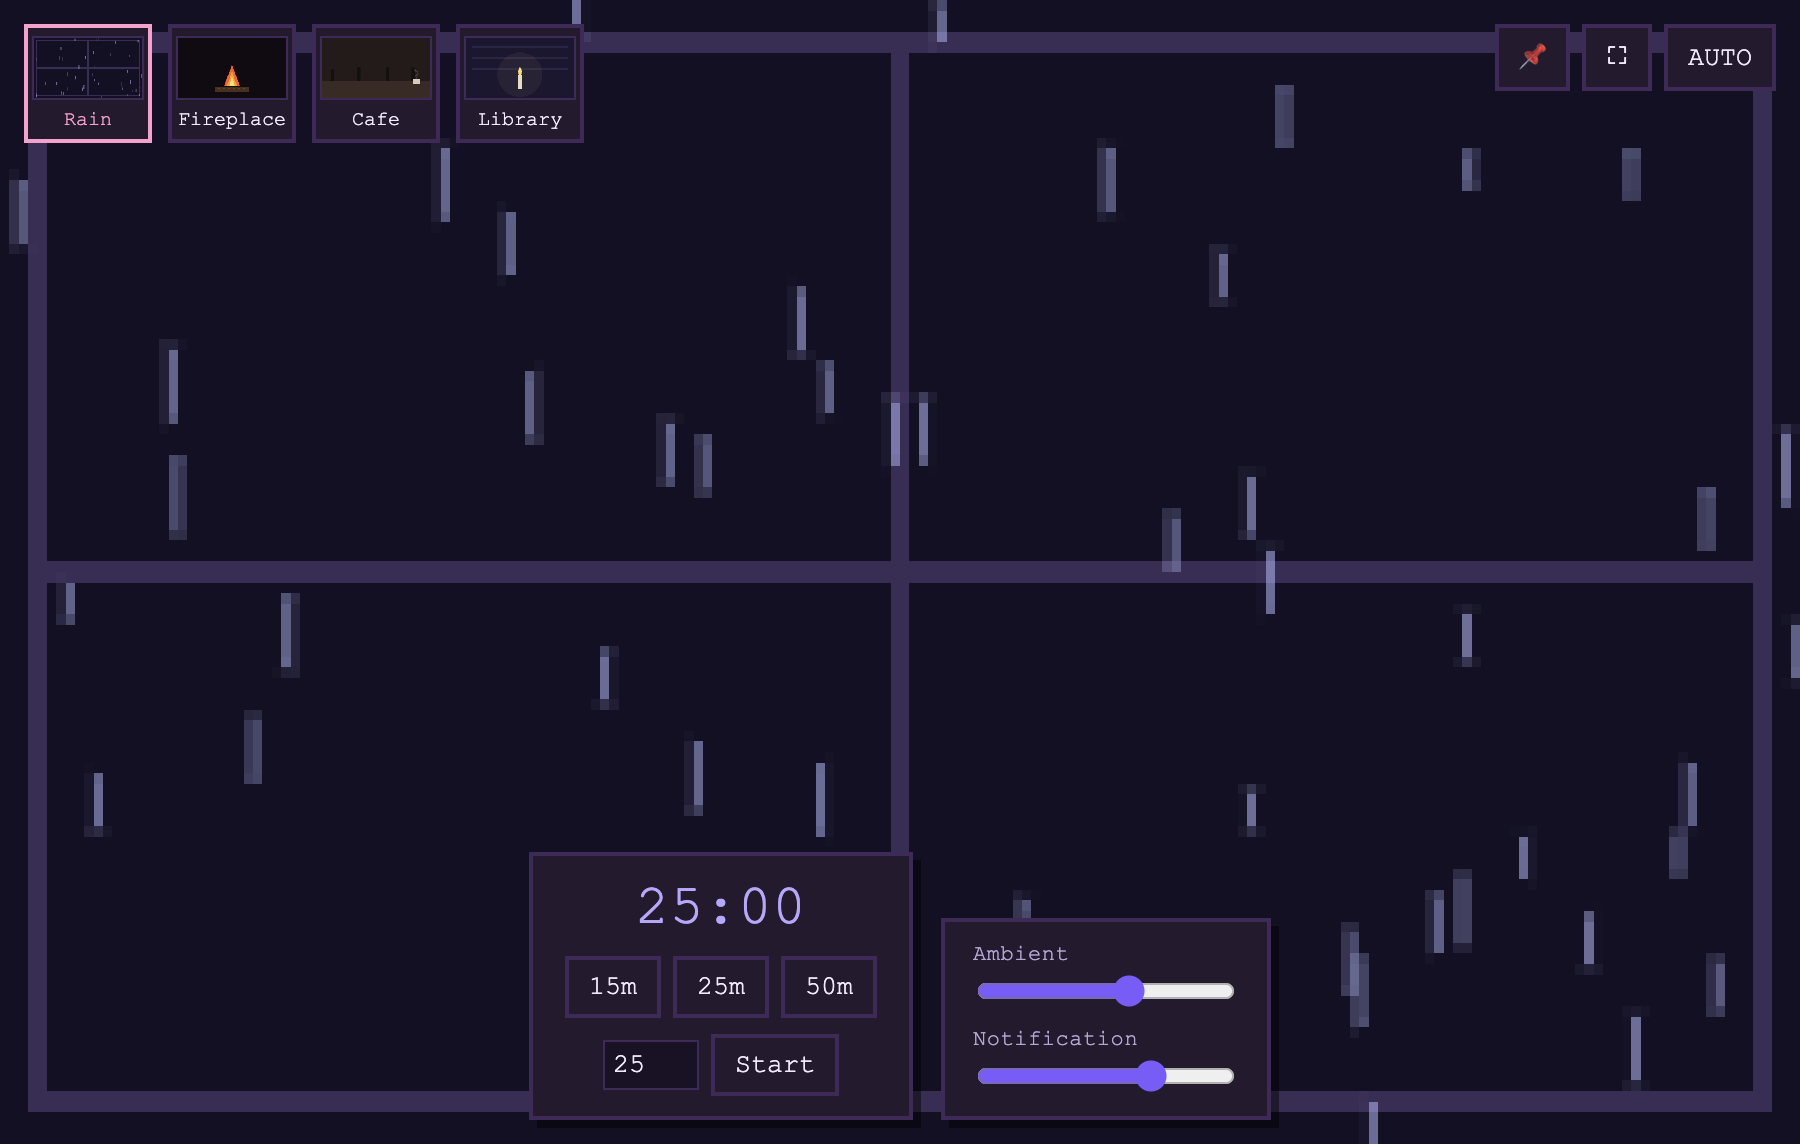 Rain
Fireplace
Cafe
Library
AUTO
25:00
15m
25m
50m
25
Start
Ambient
Notification